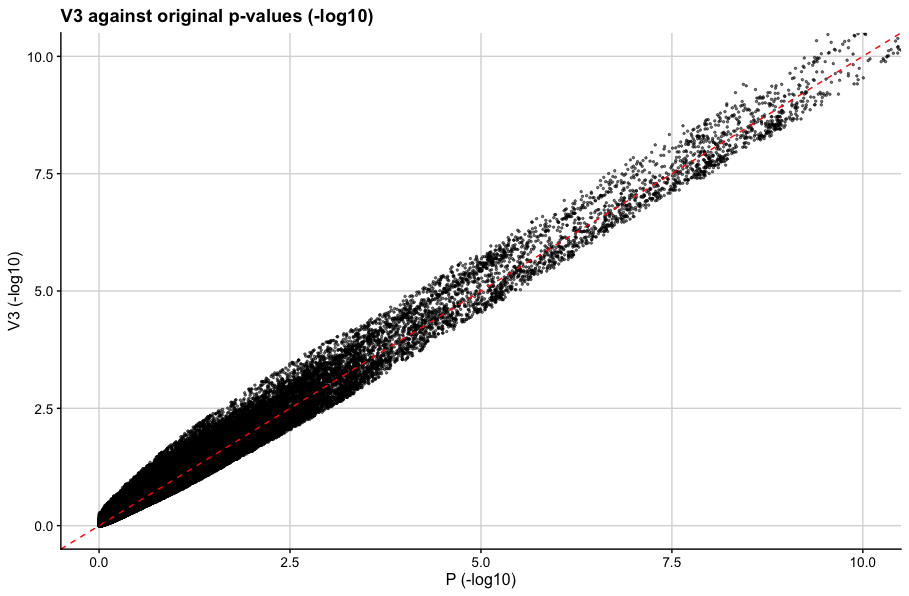 V3 against original p-values (-log10)
V3 (-log10)
10.0
7.5
5.0
2.5
0.0
0.0 2.5 5.0 7.5 10.0
P (-log10)